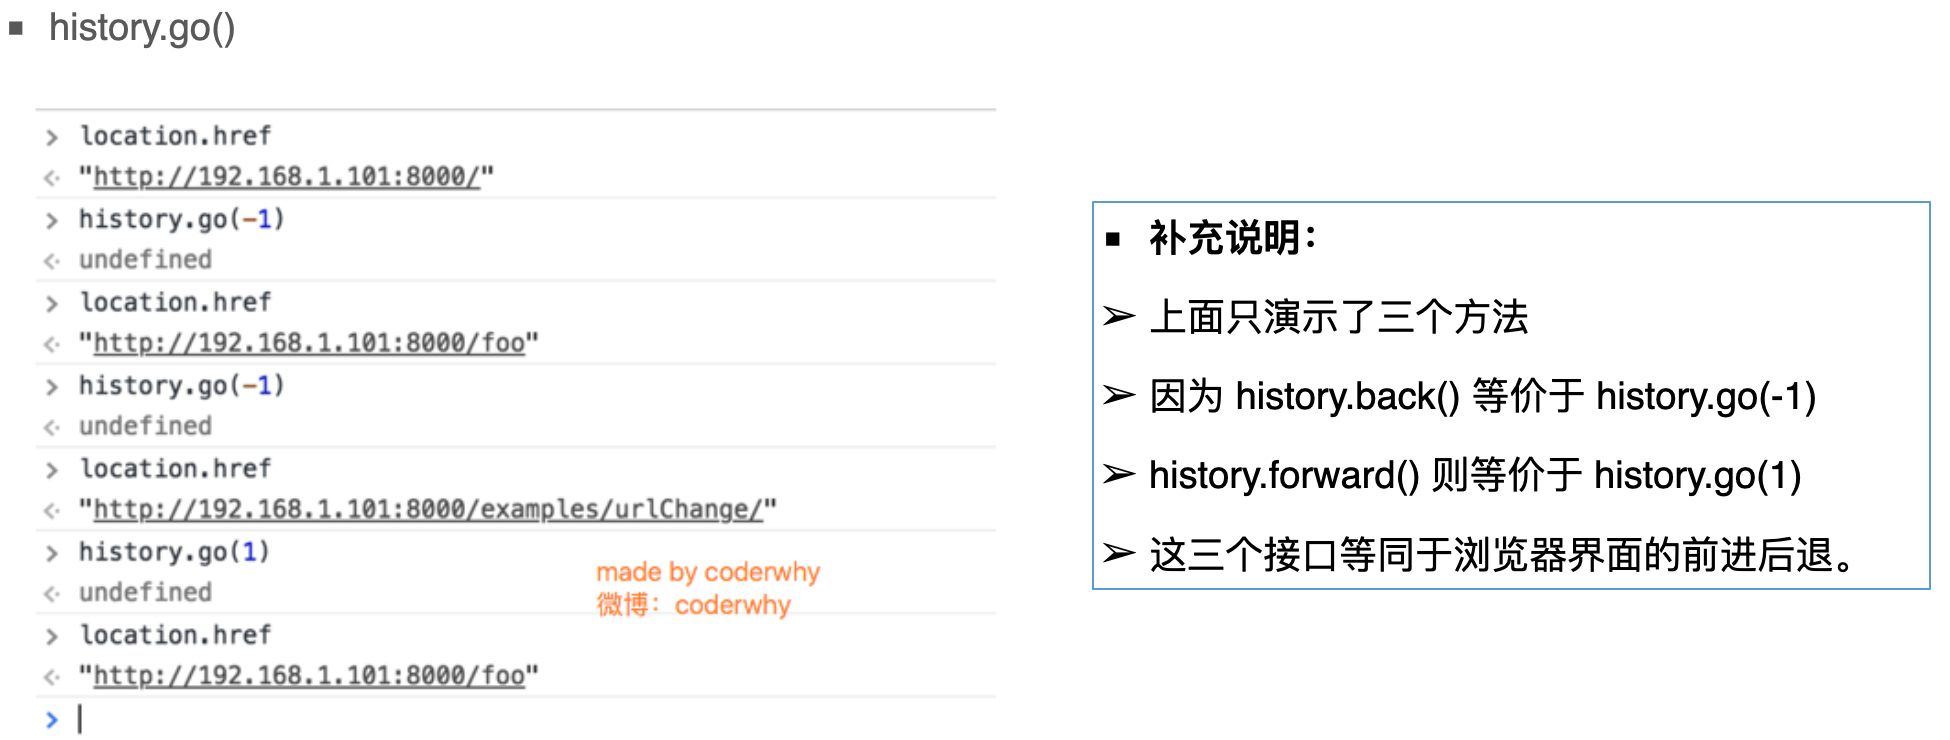 ▪ history.go()
> location.href
<· "http://192.168.1.101:8000/"
> history.go(-1)
<· undefined
> location.href
<· "http://192.168.1.101:8000/foo"
> history.go(-1)
<· undefined
> location.href
<· "http://192.168.1.101:8000/examples/urlChange/"
> history.go(1)
<· undefined
> location.href
<· "http://192.168.1.101:8000/foo"
>
made by coderwhy
微博：coderwhy
▪ 补充说明：
➢ 上面只演示了三个方法
➢ 因为 history.back() 等价于 history.go(-1)
➢ history.forward() 则等价于 history.go(1)
➢ 这三个接口等同于浏览器界面的前进后退。